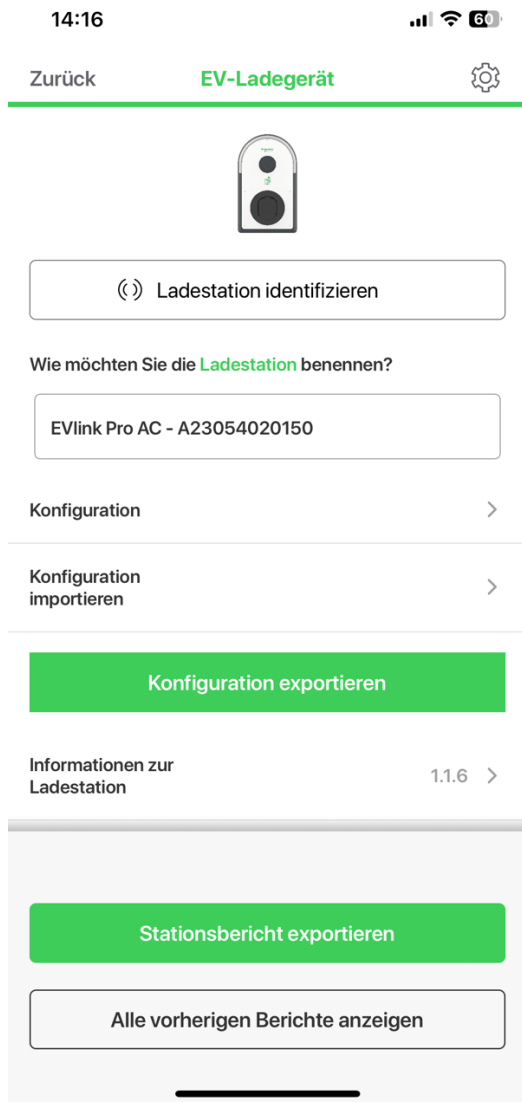 14:16
60
Zurück
EV-Ladegerät
Ladestation identifizieren
Wie möchten Sie die Ladestation benennen?
EVlink Pro AC - A23054020150
Konfiguration
Konfiguration
importieren
Konfiguration exportieren
Informationen zur
Ladestation
1.1.6
Stationsbericht exportieren
Alle vorherigen Berichte anzeigen